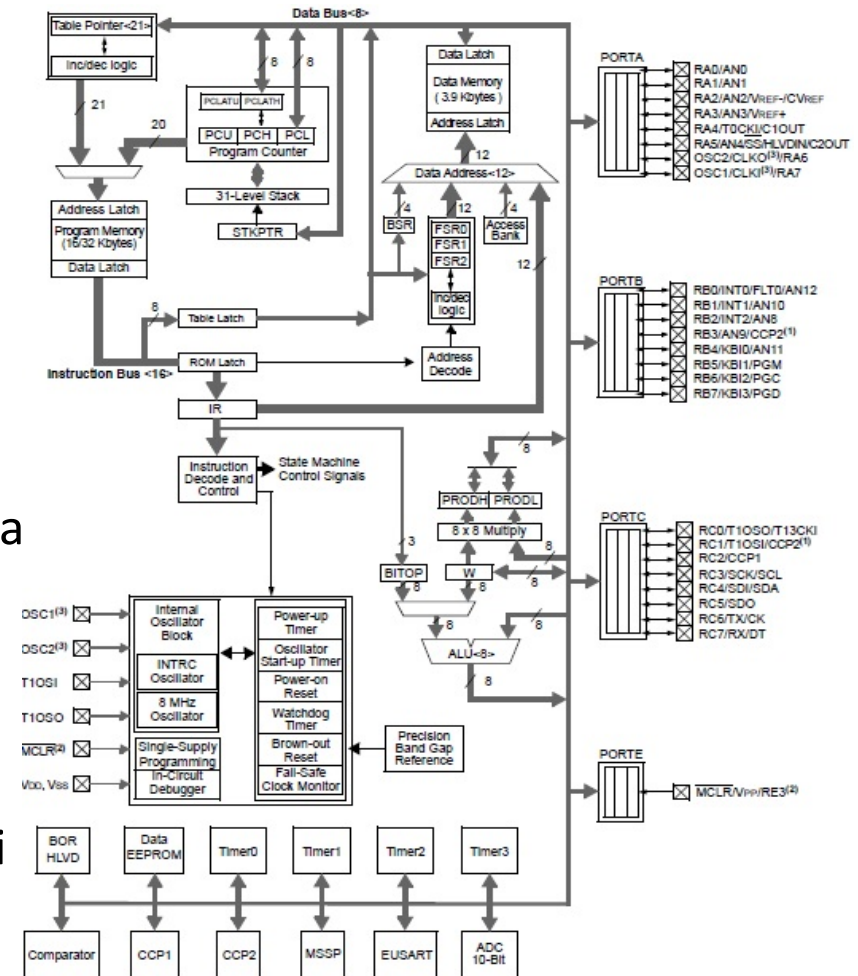 Data Bus<8>
Table Pointer<21>
inc/dec logic
21
20
8
8
PCLATU PCLATH
PCU PCH PCL
Program Counter
31-Level Stack
STKPTR
Data Latch
Data Memory
( 3.9 Kbytes )
Address Latch
12
Data Address<12>
4
12
4
BSR
FSR0
FSR1
FSR2
inc/dec
logic
Access
Bank
12
Address
Decode
Address Latch
Program Memory
(16/32 Kbytes)
Data Latch
8
Table Latch
ROM Latch
Instruction Bus <16>
IR
Instruction
Decode and
Control
State Machine
Control Signals
8
PRODH PRODL
8 x 8 Multiply
3
8
BITOP
W
8
8
8
8
8
ALU<8>
8
a
i
OSC1(3)
OSC2(3)
T1OSI
T1OSO
MCLR(2)
VDD, VSS
Internal
Oscillator
Block
INTRC
Oscillator
8 MHz
Oscillator
Single-Supply
Programming
In-Circuit
Debugger
Power-up
Timer
Oscillator
Start-up Timer
Power-on
Reset
Watchdog
Timer
Brown-out
Reset
Fail-Safe
Clock Monitor
Precision
Band Gap
Reference
PORTA
RA0/AN0
RA1/AN1
RA2/AN2/VREF-/CVREF
RA3/AN3/VREF+
RA4/T0CKI/C1OUT
RA5/AN4/SS/HLVDIN/C2OUT
OSC2/CLKO(3)/RA6
OSC1/CLKI(3)/RA7
PORTB
RB0/INT0/FLT0/AN12
RB1/INT1/AN10
RB2/INT2/AN8
RB3/AN9/CCP2(1)
RB4/KBI0/AN11
RB5/KBI1/PGM
RB6/KBI2/PGC
RB7/KBI3/PGD
PORTC
RC0/T1OSO/T13CKI
RC1/T1OSI/CCP2(1)
RC2/CCP1
RC3/SCK/SCL
RC4/SDI/SDA
RC5/SDO
RC6/TX/CK
RC7/RX/DT
PORTE
MCLR/VPP/RE3(2)
BOR
HLVD
Data
EEPROM
Timer0
Timer1
Timer2
Timer3
Comparator
CCP1
CCP2
MSSP
EUSART
ADC
10-Bit